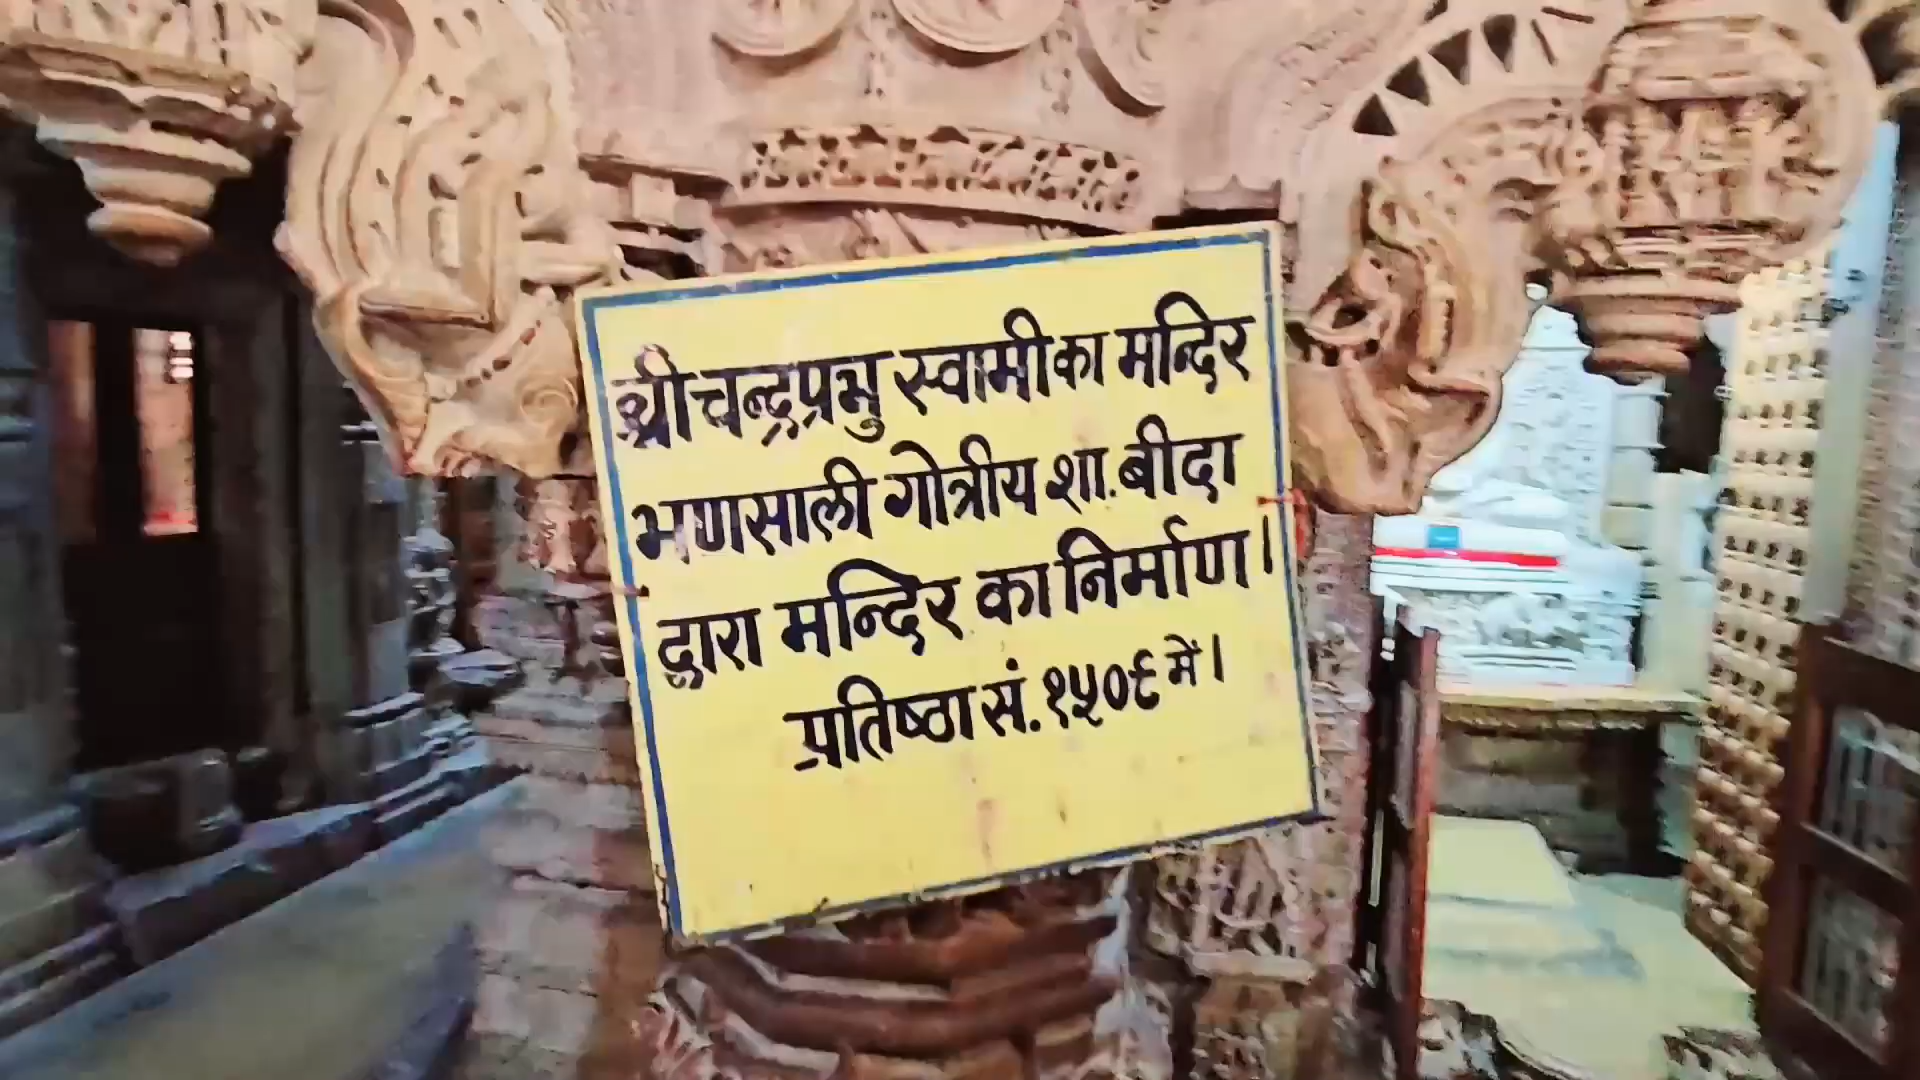 श्री चन्द्रप्रभु स्वामी का मन्दिर
भणसाली गोत्रीय शा. बीदा
द्वारा मन्दिर का निर्माण।
प्रतिष्ठा सं. १५०९ में।